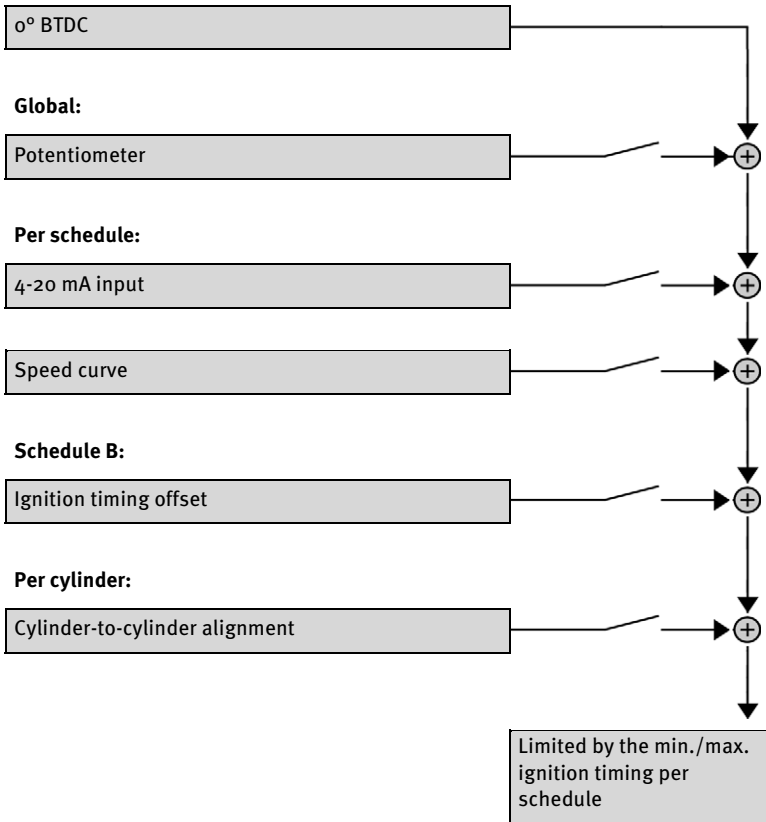 0° BTDC
Global:
Potentiometer
Per schedule:
4-20 mA input
Speed curve
Schedule B:
Ignition timing offset
Per cylinder:
Cylinder-to-cylinder alignment
Limited by the min./max.
ignition timing per
schedule